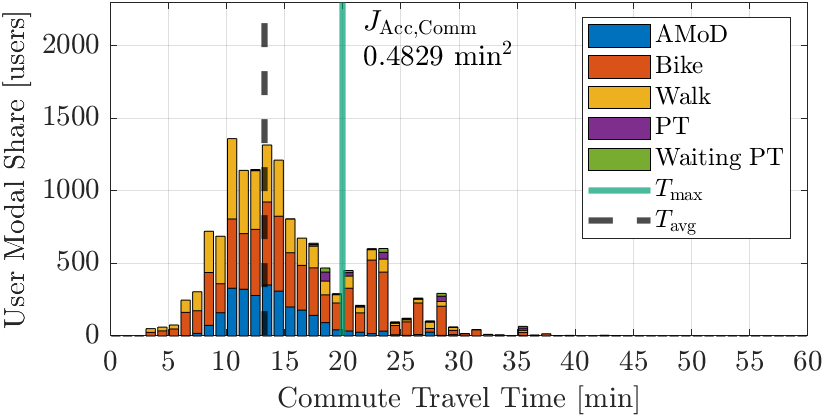 J_Acc,Comm
0.4829 min²
AMoD
Bike
Walk
PT
Waiting PT
T_max
T_avg
User Modal Share [users]
2000
1500
1000
500
0
0 5 10 15 20 25 30 35 40 45 50 55 60
Commute Travel Time [min]